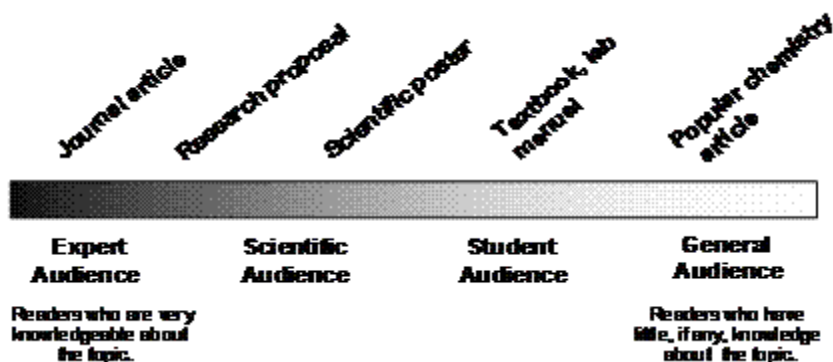 Journal article
Research proposal
Scientific poster
Textbook, lab
manual
Popular chemistry
article
Expert
Audience
Scientific
Audience
Student
Audience
General
Audience
Readers who are very
knowledgeable about
the topic.
Readers who have
little, if any, knowledge
about the topic.